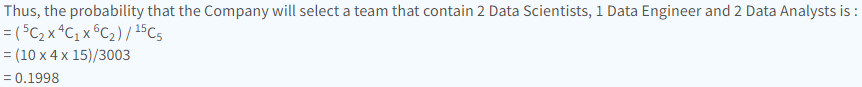 Thus, the probability that the Company will select a team that contain 2 Data Scientists, 1 Data Engineer and 2 Data Analysts is :
= ( ⁵C₂ x ⁴C₁ x ⁶C₂ ) / ¹⁵C₅
= (10 x 4 x 15)/3003
= 0.1998